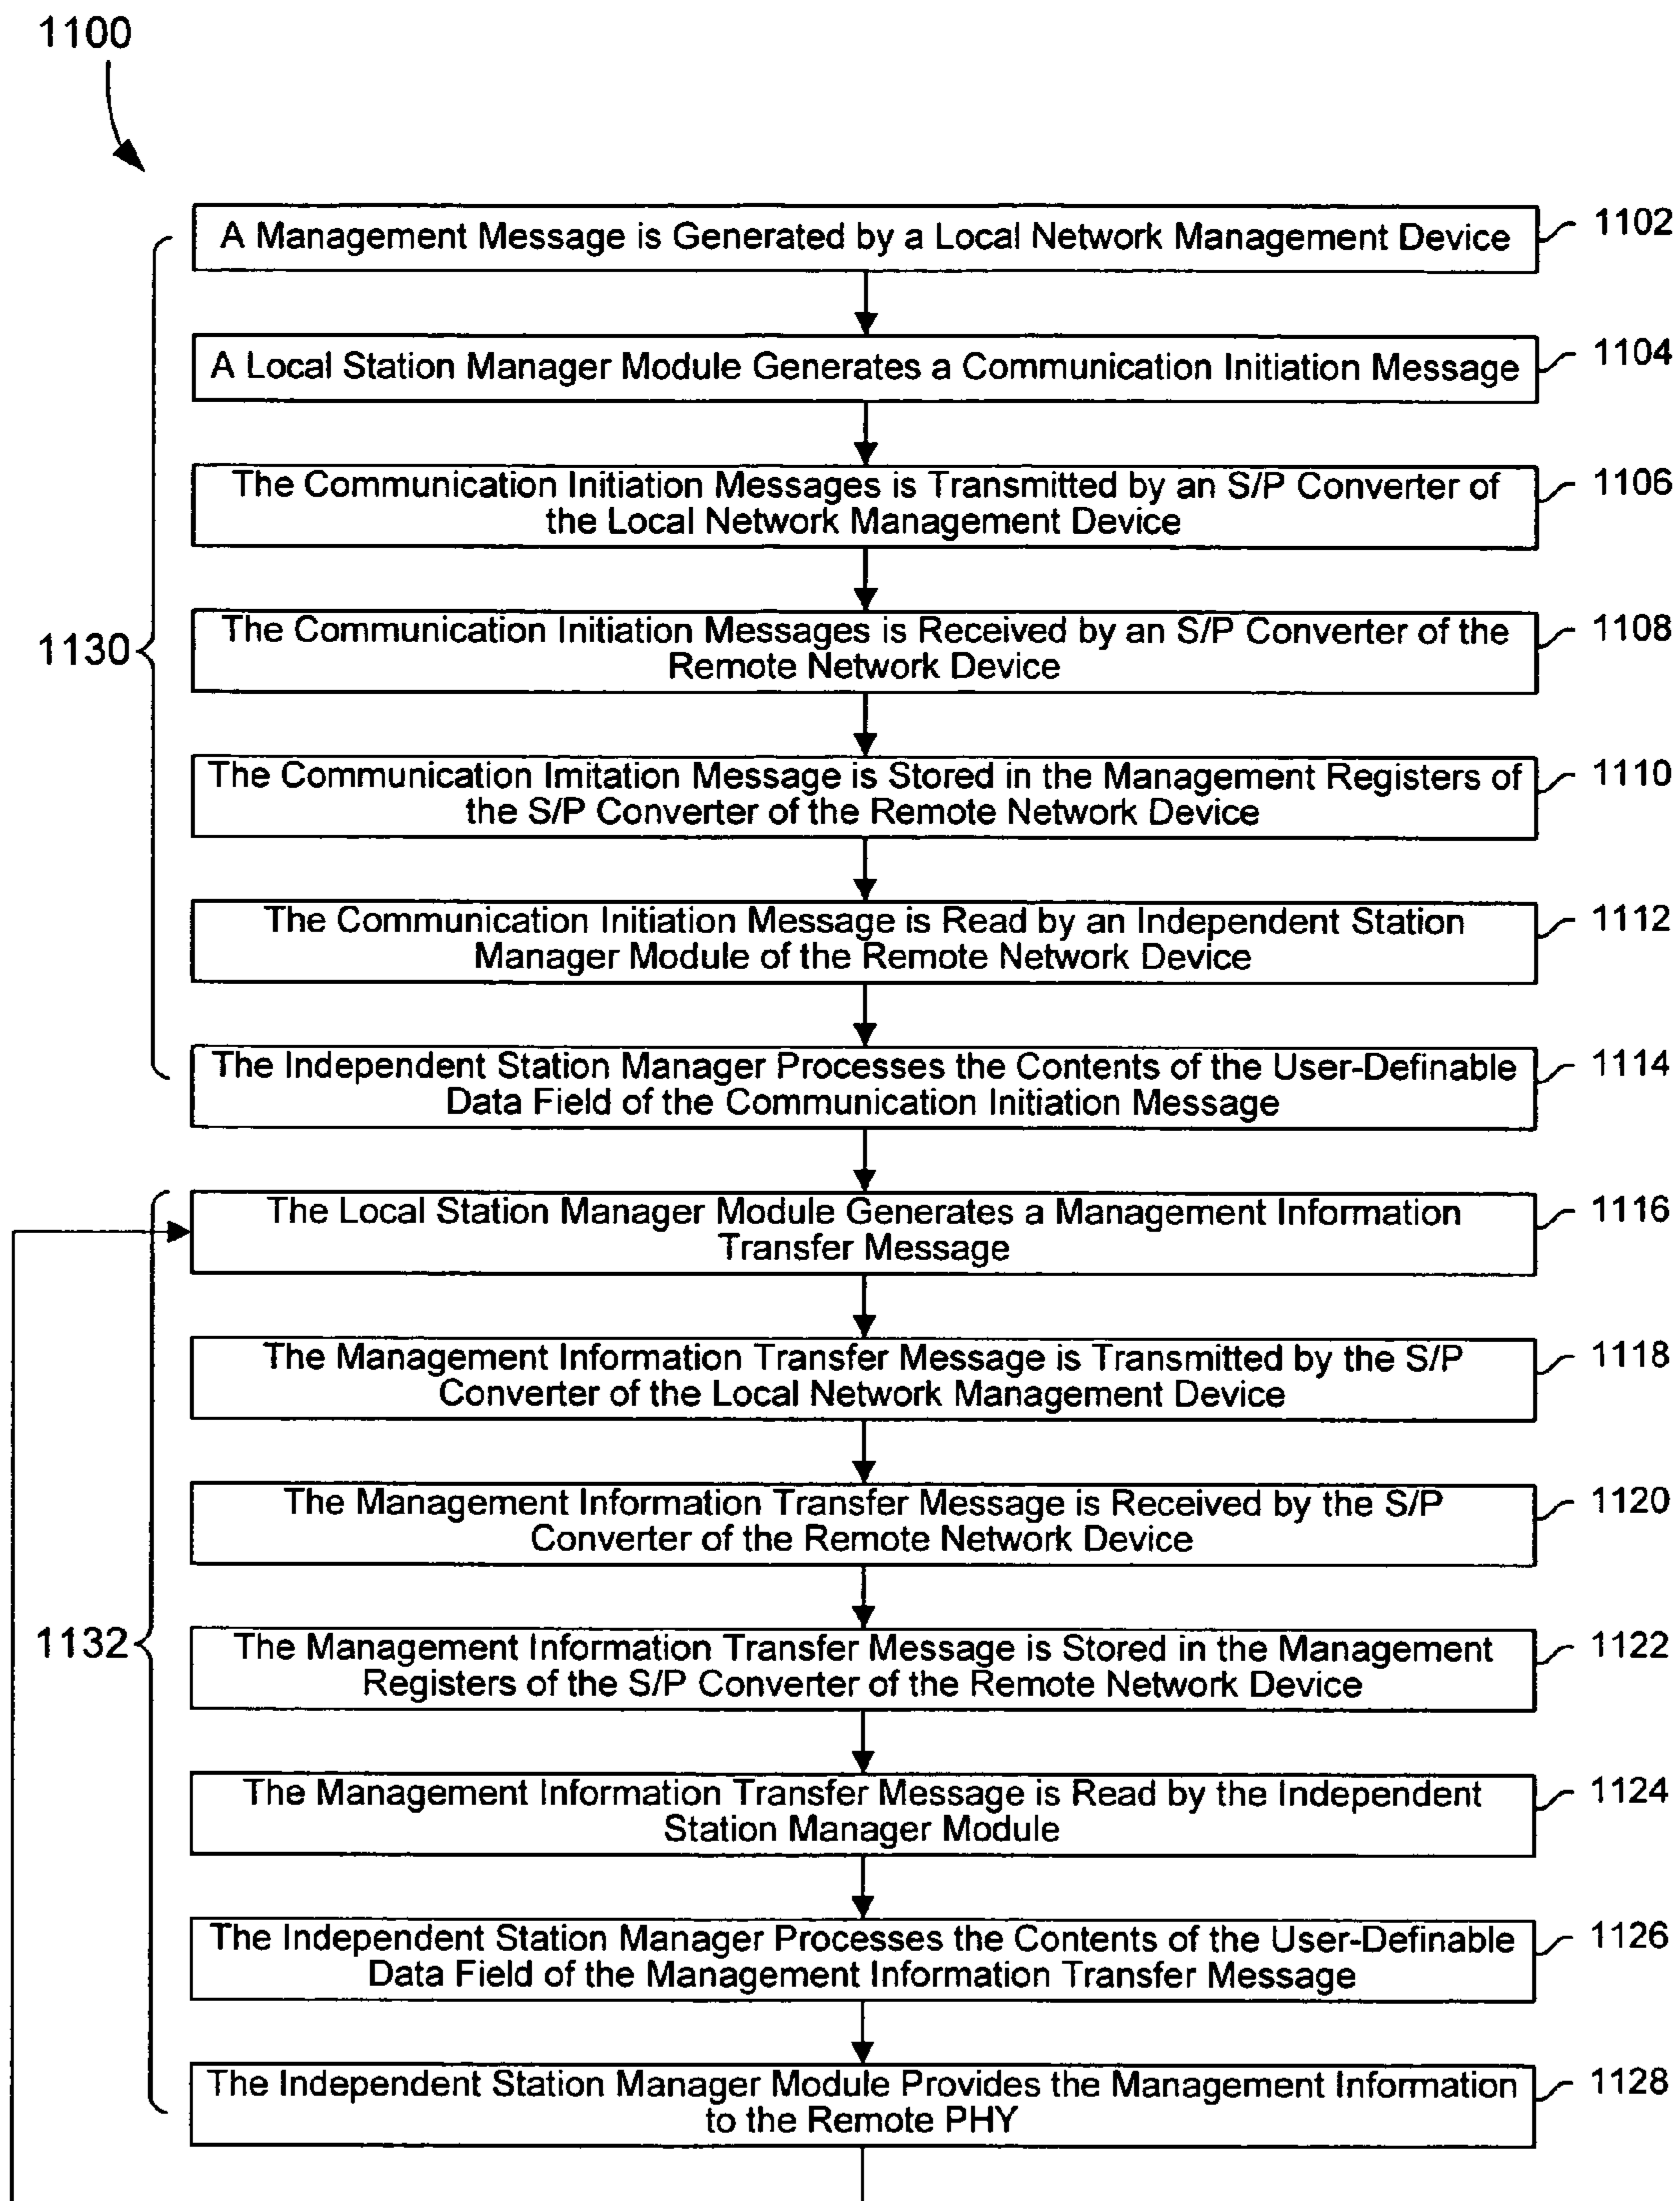 1100
A Management Message is Generated by a Local Network Management Device
1102
A Local Station Manager Module Generates a Communication Initiation Message
1104
The Communication Initiation Messages is Transmitted by an S/P Converter of
the Local Network Management Device
1106
The Communication Initiation Messages is Received by an S/P Converter of the
Remote Network Device
1108
1130
The Communication Imitation Message is Stored in the Management Registers of
the S/P Converter of the Remote Network Device
1110
The Communication Initiation Message is Read by an Independent Station
Manager Module of the Remote Network Device
1112
The Independent Station Manager Processes the Contents of the User-Definable
Data Field of the Communication Initiation Message
1114
The Local Station Manager Module Generates a Management Information
Transfer Message
1116
The Management Information Transfer Message is Transmitted by the S/P
Converter of the Local Network Management Device
1118
The Management Information Transfer Message is Received by the S/P
Converter of the Remote Network Device
1120
1132
The Management Information Transfer Message is Stored in the Management
Registers of the S/P Converter of the Remote Network Device
1122
The Management Information Transfer Message is Read by the Independent
Station Manager Module
1124
The Independent Station Manager Processes the Contents of the User-Definable
Data Field of the Management Information Transfer Message
1126
The Independent Station Manager Module Provides the Management Information
to the Remote PHY
1128